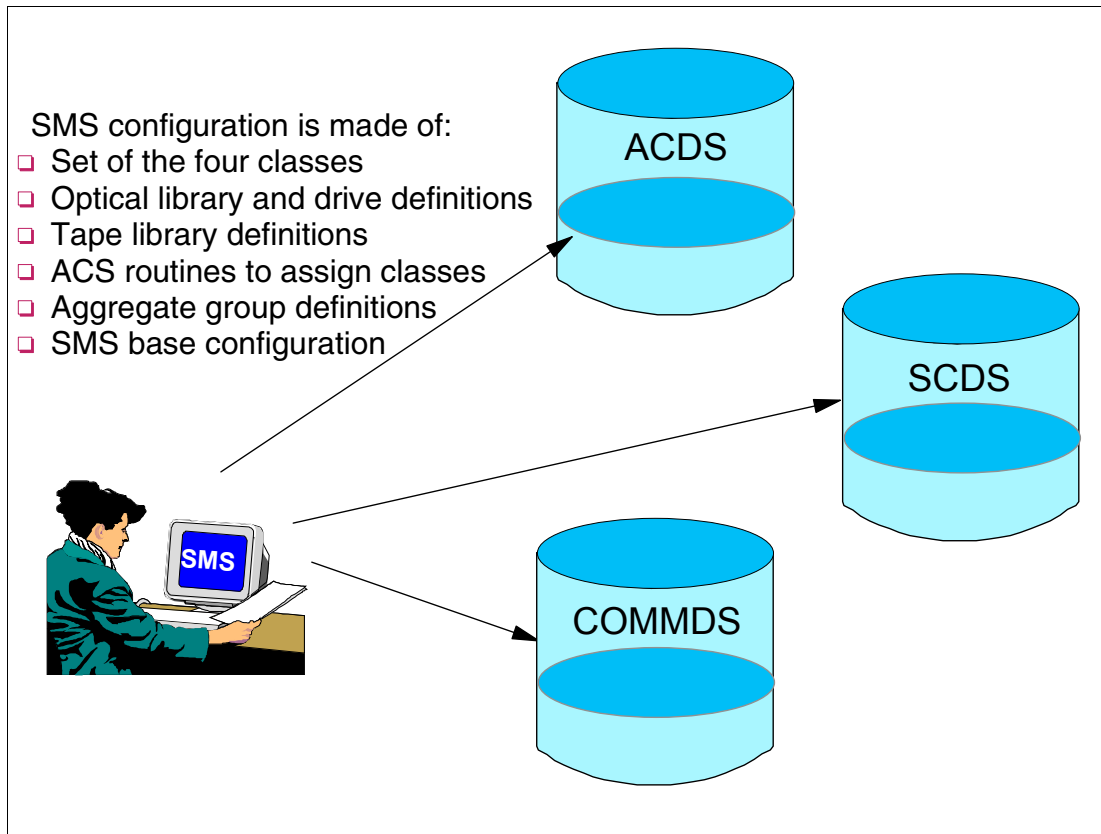 SMS configuration is made of:
Set of the four classes
Optical library and drive definitions
Tape library definitions
ACS routines to assign classes
Aggregate group definitions
SMS base configuration
ACDS
SCDS
SMS
COMMDS